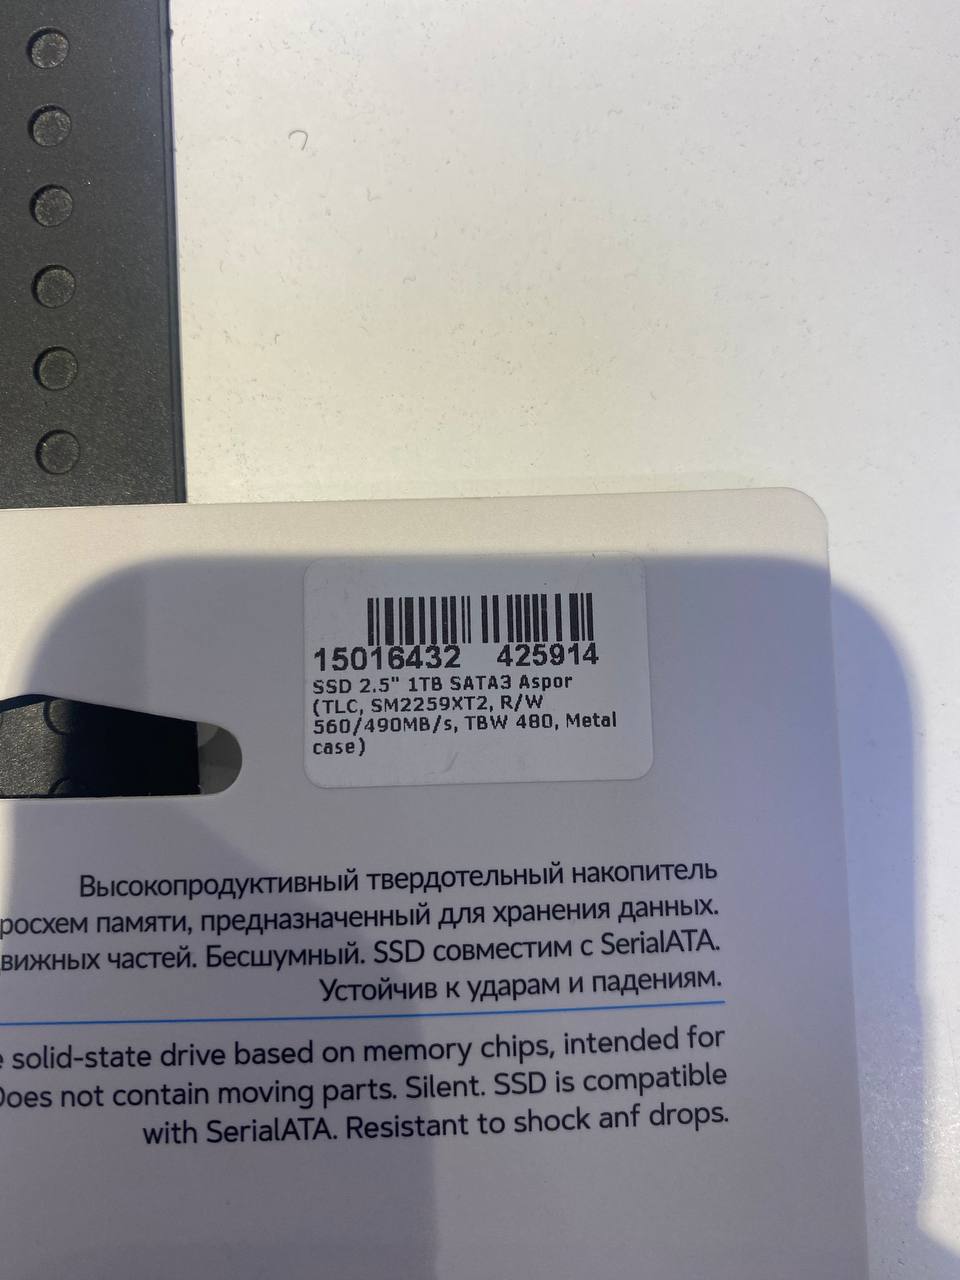 15016432 425914
SSD 2.5" 1TB SATA3 Aspor
(TLC, SM2259XT2, R/W
560/490MB/s, TBW 480, Metal
case)
Высокопродуктивный твердотельный накопитель
памяти, предназначенный для хранения данных.
частей. Бесшумный. SSD совместим с SerialATA.
Устойчив к ударам и падениям.
solid-state drive based on memory chips, intended for
Does not contain moving parts. Silent. SSD is compatible
with SerialATA. Resistant to shock anf drops.